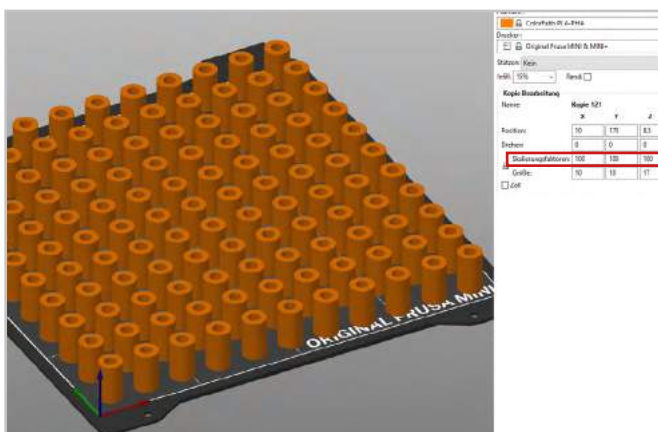 ColorFabb PLA-PHA
Drucker:
Original Prusa MINI & MINI+
Stützen: Kein
Infill: 15% Rand:
Kopie Bearbeitung
Name: Kopie 121
X Y Z
Position: 10 170 8.5
Drehen: 0 0 0
Skalierungsfaktoren: 100 100 100
Größe: 10 10 17
Zoll
ORIGINAL PRUSA MINI